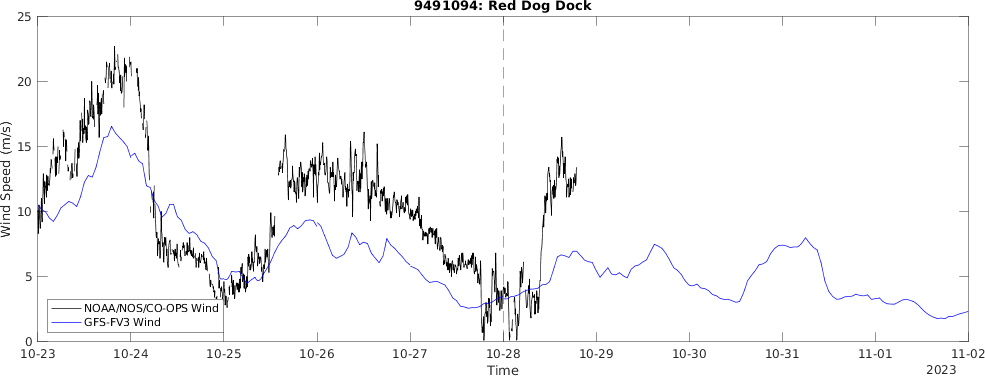 9491094: Red Dog Dock
25
20
15
10
5
0
Wind Speed (m/s)
NOAA/NOS/CO-OPS Wind
GFS-FV3 Wind
10-23 10-24 10-25 10-26 10-27 10-28 10-29 10-30 10-31 11-01 11-02
Time
2023